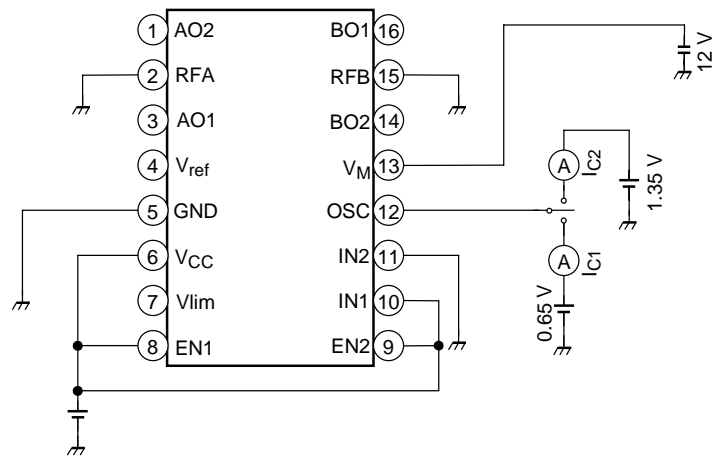 1 AO2 BO1 16
2 RFA RFB 15
3 AO1 BO2 14
4 Vref VM 13
5 GND OSC 12
6 VCC IN2 11
7 Vlim IN1 10
8 EN1 EN2 9
12 V
A IC2
1.35 V
A IC1
0.65 V